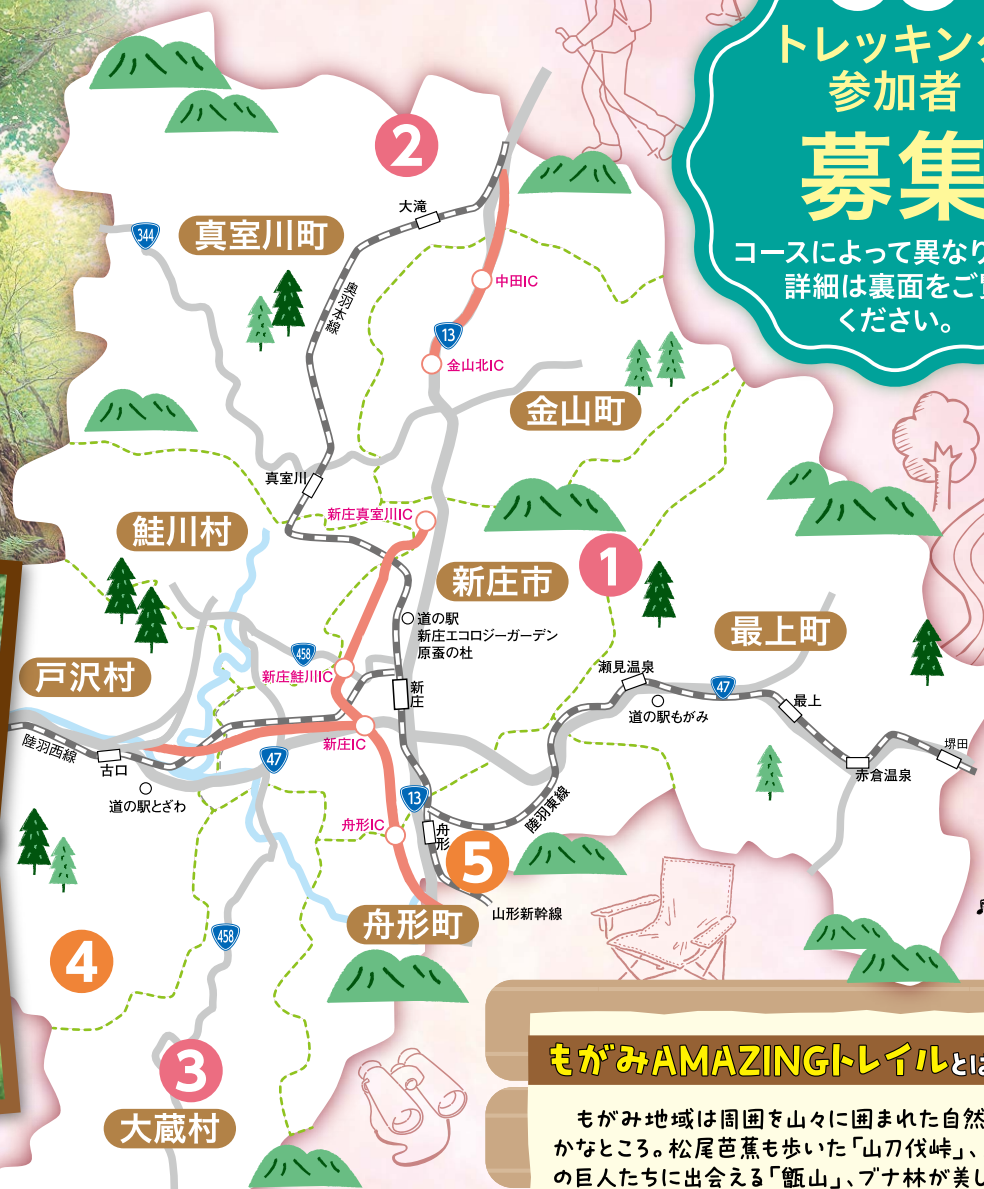 トレッキング
参加者
募集
コースによって異なり
詳細は裏面をご覧
ください。
2
大滝
344
真室川町
奥羽本線
中田IC
13
金山北IC
金山町
真室川
新庄真室川IC
鮭川村
新庄市
1
道の駅
新庄エコロジーガーデン
原蚕の杜
最上町
458
新庄鮭川IC
戸沢村
新庄
瀬見温泉
47
道の駅もがみ
最上
新庄IC
陸羽西線
古口
47
道の駅とざわ
赤倉温泉
堺田
13
陸羽東線
舟形IC
舟形
5
山形新幹線
舟形町
458
4
3
大蔵村
もがみAMAZINGトレイルとは
もがみ地域は周囲を山々に囲まれた自然
かなところ。松尾芭蕉も歩いた「山刀伐峠」、
の巨人たちに出会える「甑山」、ブナ林が美し